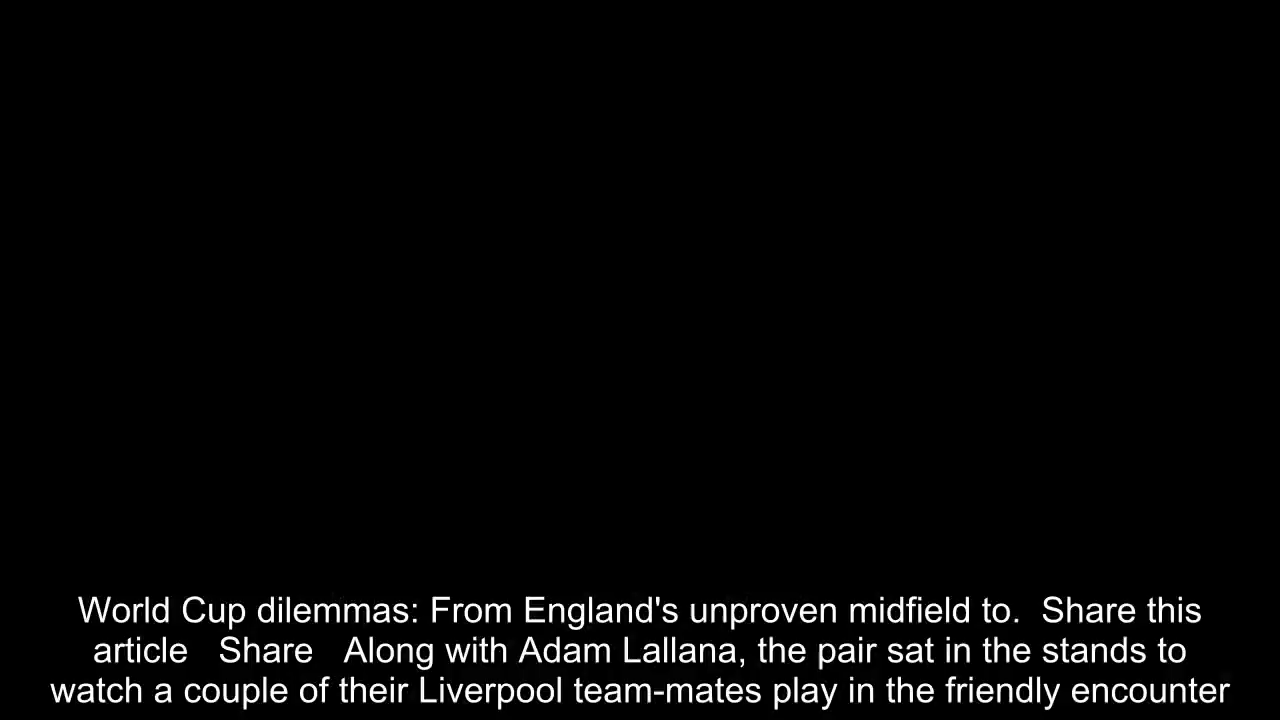 World Cup dilemmas: From England's unproven midfield to.  Share this
article   Share   Along with Adam Lallana, the pair sat in the stands to
watch a couple of their Liverpool team-mates play in the friendly encounter